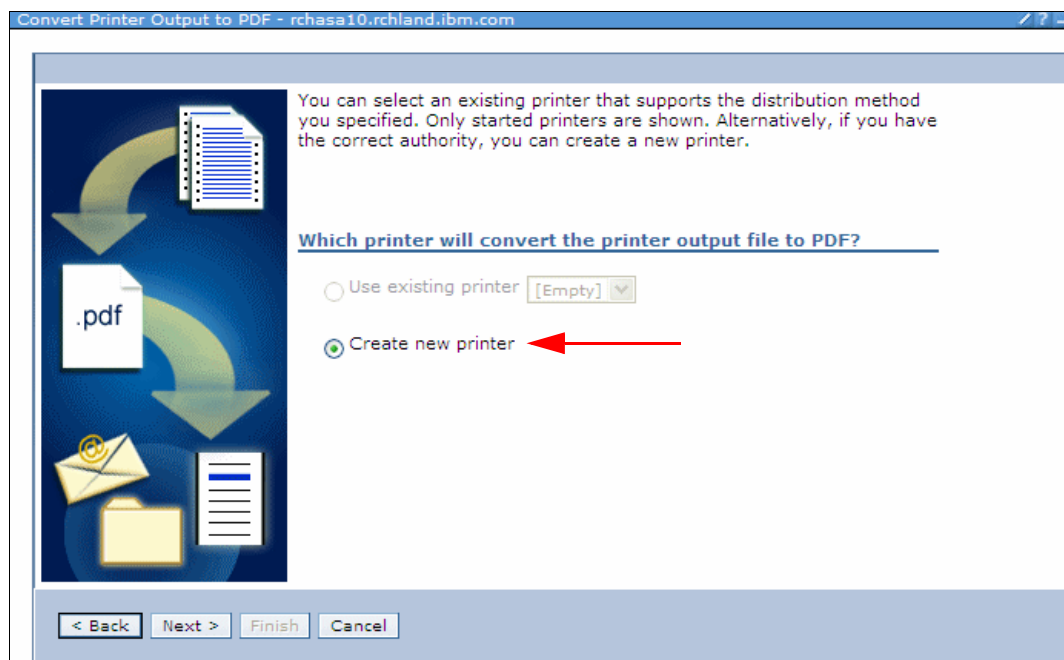 Convert Printer Output to PDF - rchasa10.rchland.ibm.com
?
You can select an existing printer that supports the distribution method
you specified. Only started printers are shown. Alternatively, if you have
the correct authority, you can create a new printer.
Which printer will convert the printer output file to PDF?
Use existing printer [Empty]
Create new printer
.pdf
@
< Back Next > Finish Cancel